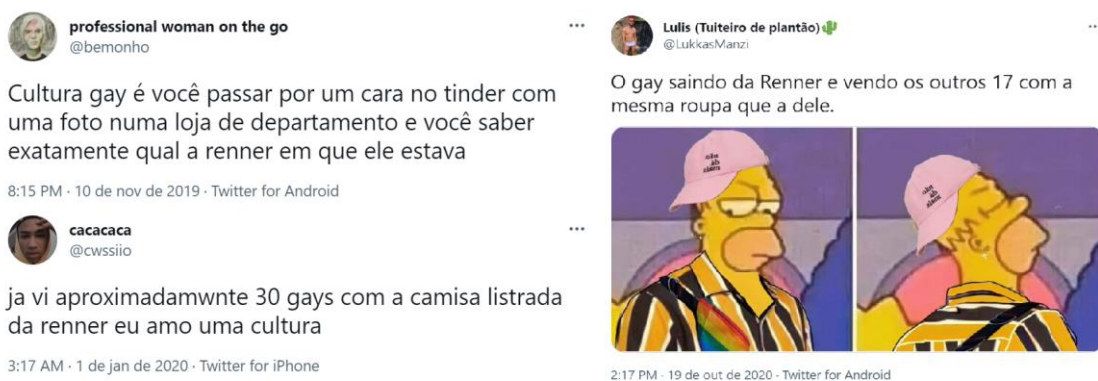 professional woman on the go
@bemonho
Cultura gay é você passar por um cara no tinder com
uma foto numa loja de departamento e você saber
exatamente qual a renner em que ele estava
8:15 PM · 10 de nov de 2019 · Twitter for Android
cacacaca
@cwssiio
ja vi aproximadamwnte 30 gays com a camisa listrada
da renner eu amo uma cultura
3:17 AM · 1 de jan de 2020 · Twitter for iPhone
Lulis (Tuiteiro de plantão)🌵
@LukkasManzi
O gay saindo da Renner e vendo os outros 17 com a
mesma roupa que a dele.
2:17 PM · 19 de out de 2020 · Twitter for Android